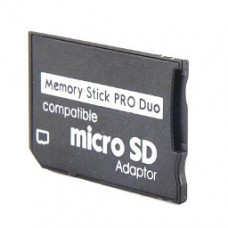 Memory Stick PRO Duo
compatible
micro SD
Adaptor